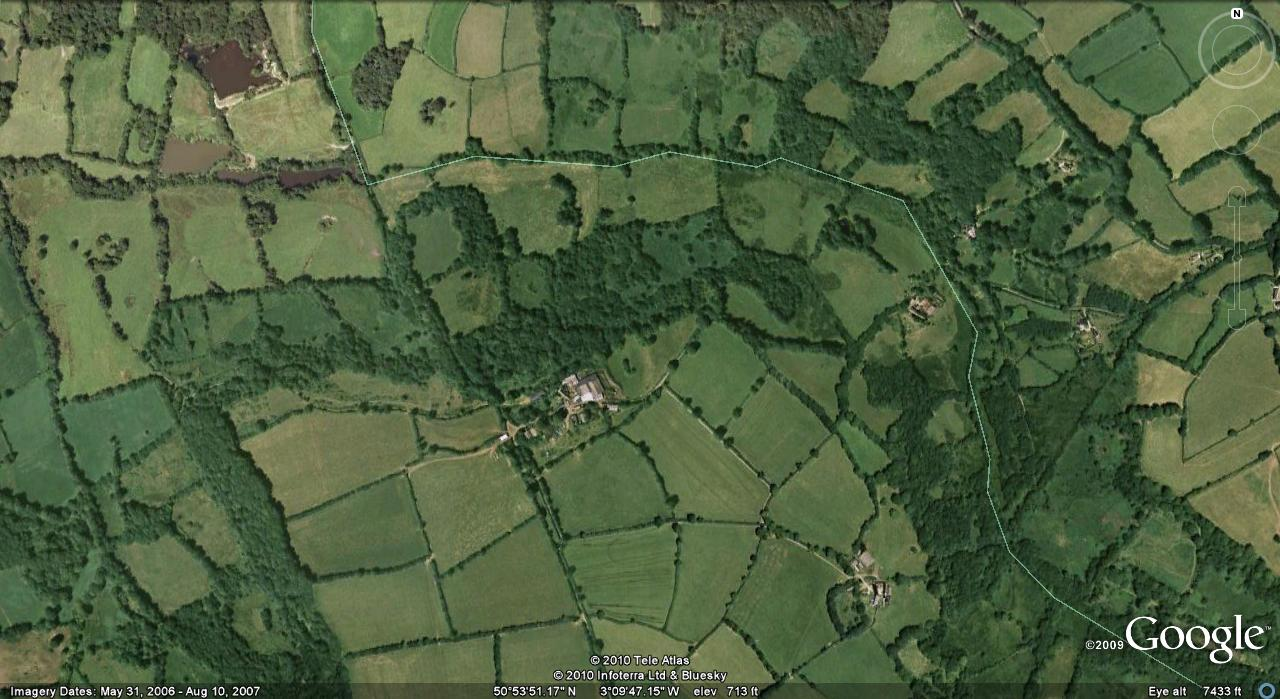 N
©2009 Google™
© 2010 Tele Atlas
© 2010 Infoterra Ltd & Bluesky
Imagery Dates: May 31, 2006 - Aug 10, 2007 50°53'51.17" N 3°09'47.15" W elev 713 ft Eye alt 7433 ft